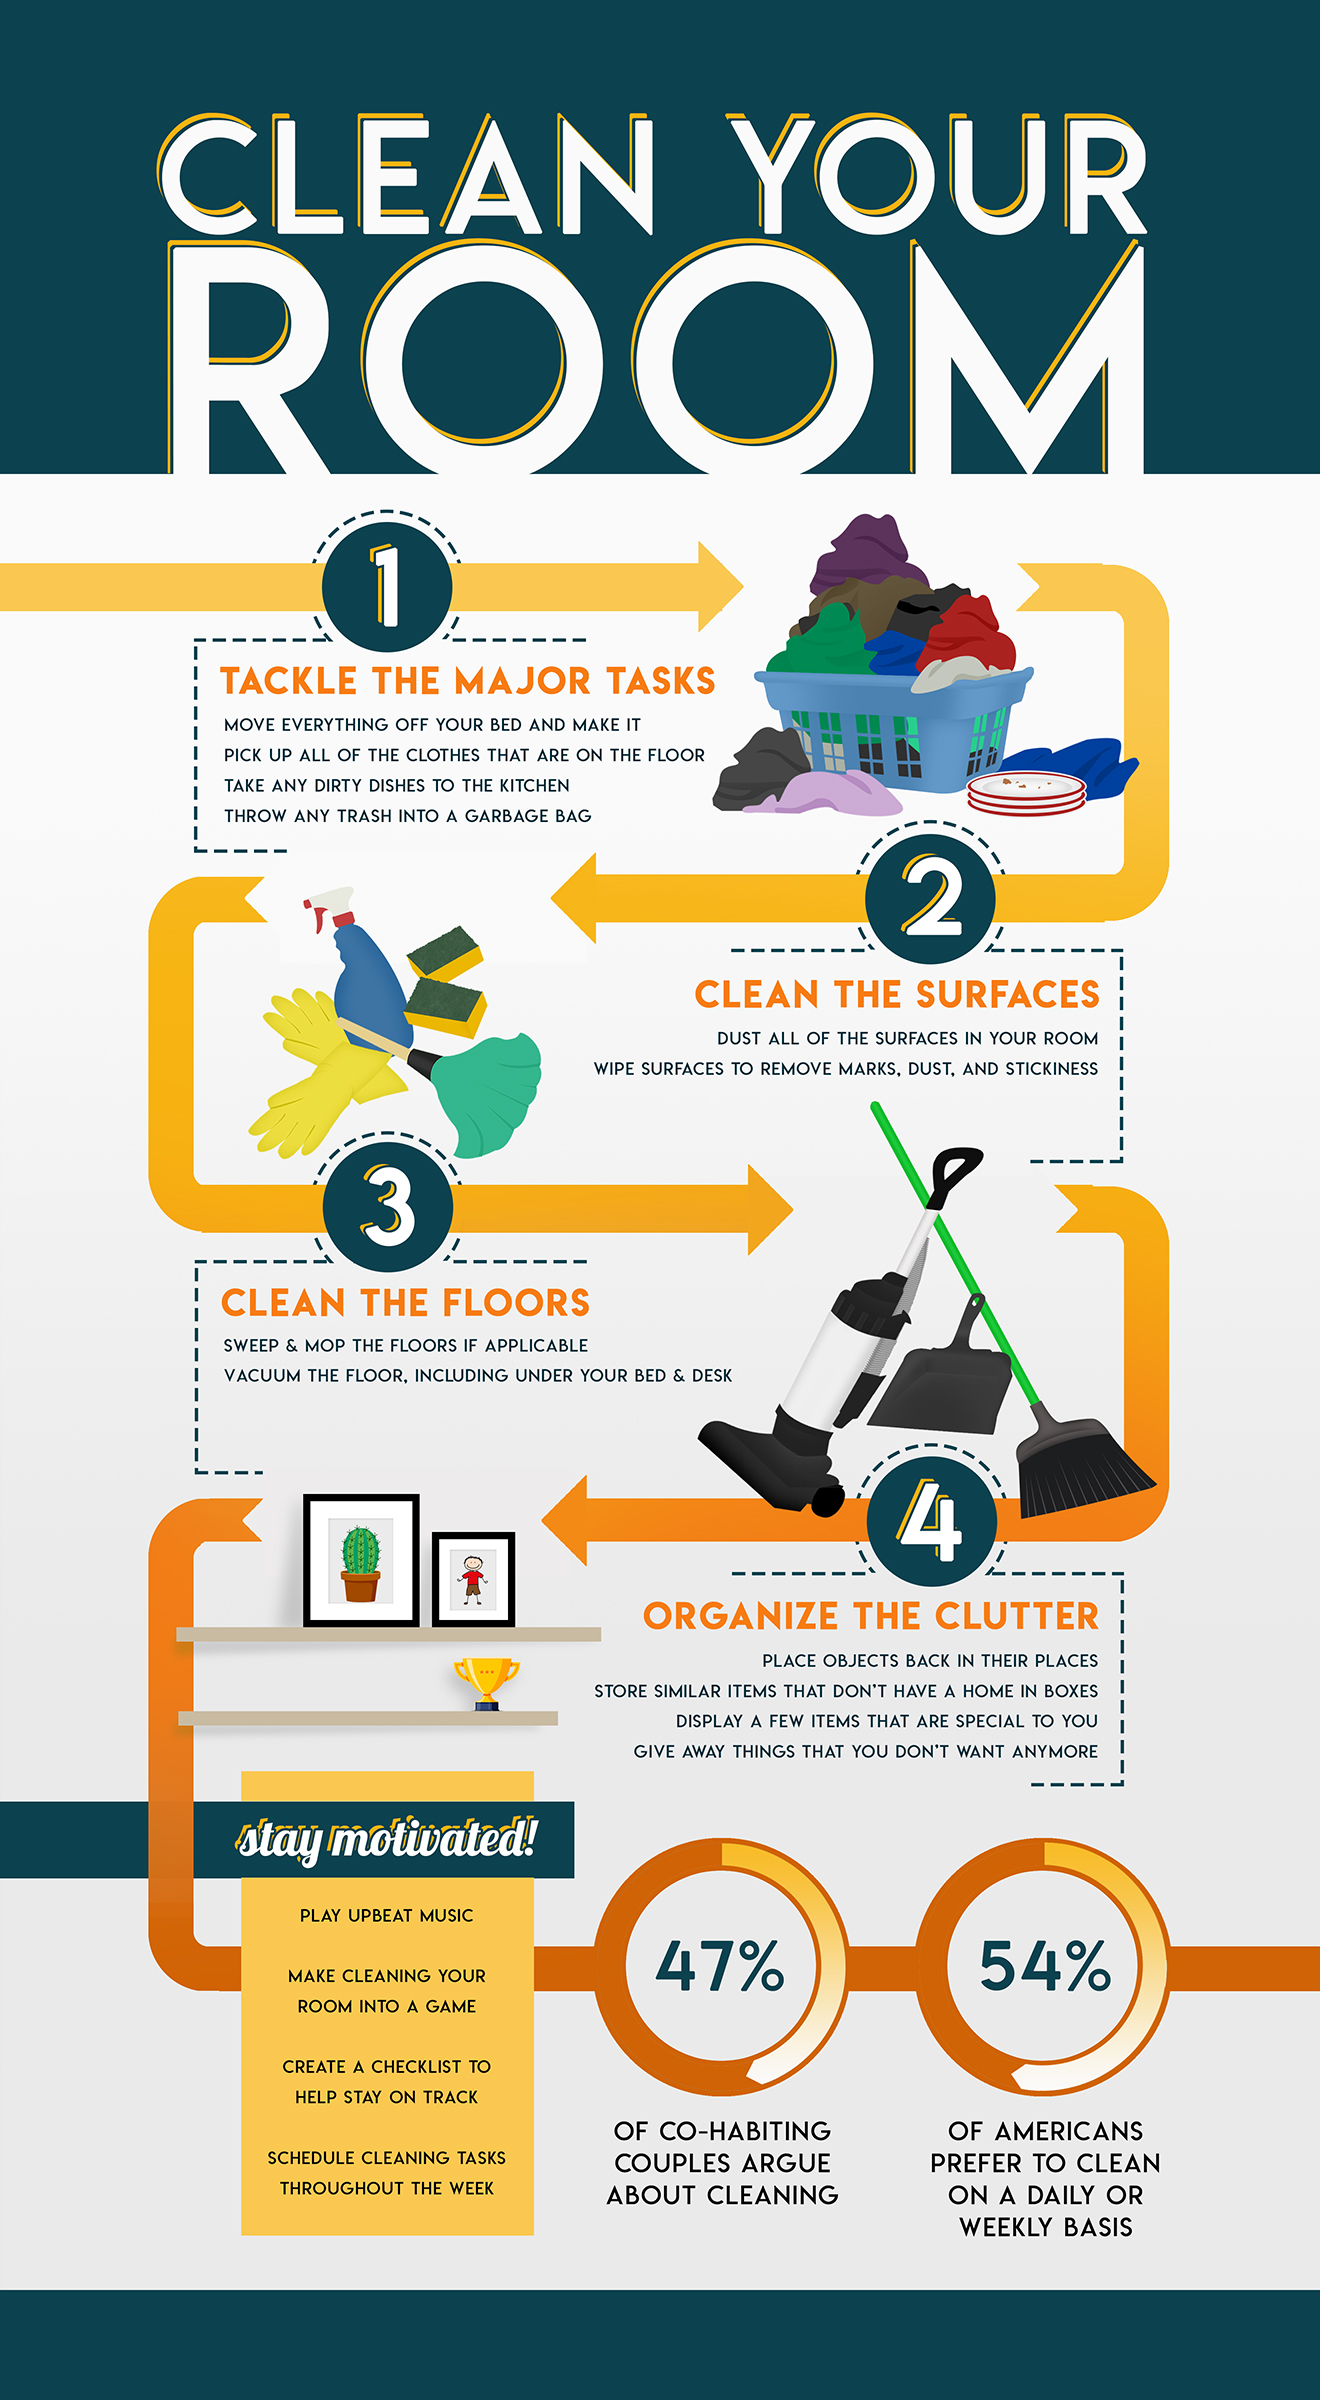 CLEAN YOUR
ROOM
1
TACKLE THE MAJOR TASKS
MOVE EVERYTHING OFF YOUR BED AND MAKE IT
PICK UP ALL OF THE CLOTHES THAT ARE ON THE FLOOR
TAKE ANY DIRTY DISHES TO THE KITCHEN
THROW ANY TRASH INTO A GARBAGE BAG
2
CLEAN THE SURFACES
DUST ALL OF THE SURFACES IN YOUR ROOM
WIPE SURFACES TO REMOVE MARKS, DUST, AND STICKINESS
3
CLEAN THE FLOORS
SWEEP & MOP THE FLOORS IF APPLICABLE
VACUUM THE FLOOR, INCLUDING UNDER YOUR BED & DESK
4
ORGANIZE THE CLUTTER
PLACE OBJECTS BACK IN THEIR PLACES
STORE SIMILAR ITEMS THAT DON'T HAVE A HOME IN BOXES
DISPLAY A FEW ITEMS THAT ARE SPECIAL TO YOU
GIVE AWAY THINGS THAT YOU DON'T WANT ANYMORE
stay motivated!
PLAY UPBEAT MUSIC
MAKE CLEANING YOUR
ROOM INTO A GAME
CREATE A CHECKLIST TO
HELP STAY ON TRACK
SCHEDULE CLEANING TASKS
THROUGHOUT THE WEEK
47%
OF CO-HABITING
COUPLES ARGUE
ABOUT CLEANING
54%
OF AMERICANS
PREFER TO CLEAN
ON A DAILY OR
WEEKLY BASIS